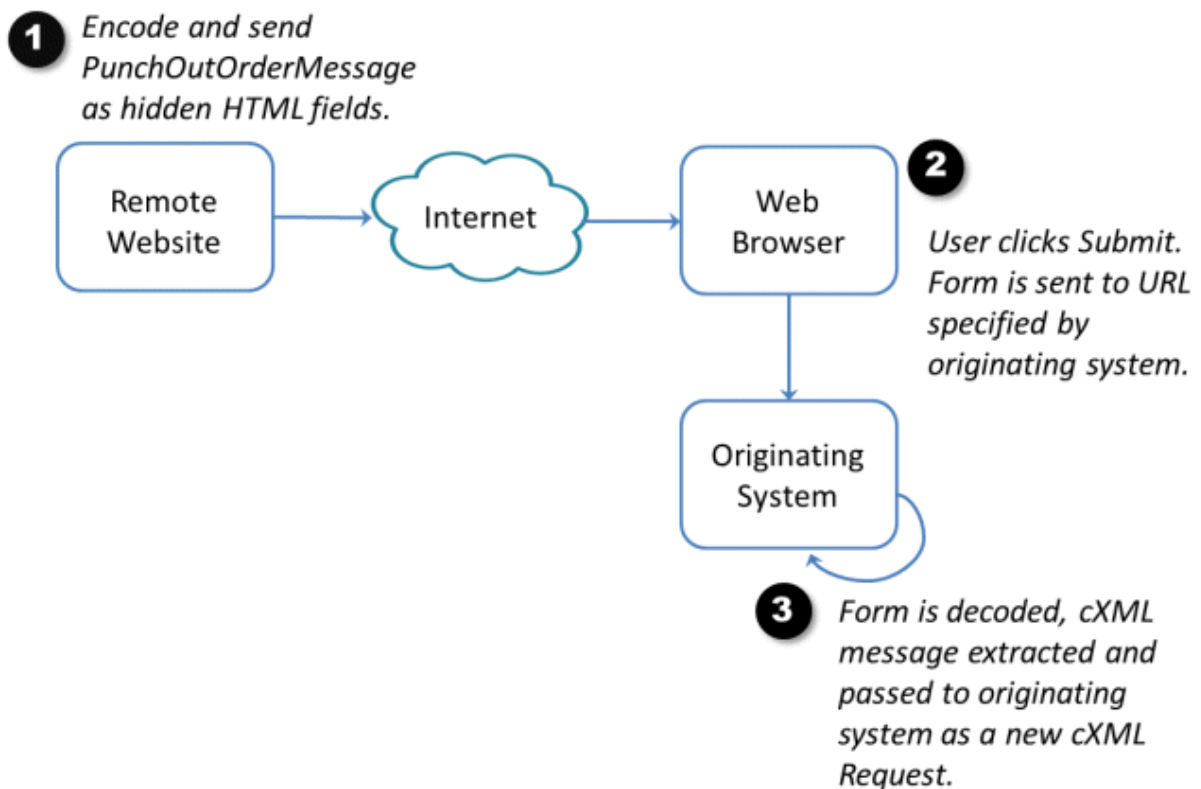 1
Encode and send
PunchOutOrderMessage
as hidden HTML fields.
Remote
Website
Internet
Web
Browser
2
User clicks Submit.
Form is sent to URL
specified by
originating system.
Originating
System
3
Form is decoded, cXML
message extracted and
passed to originating
system as a new cXML
Request.